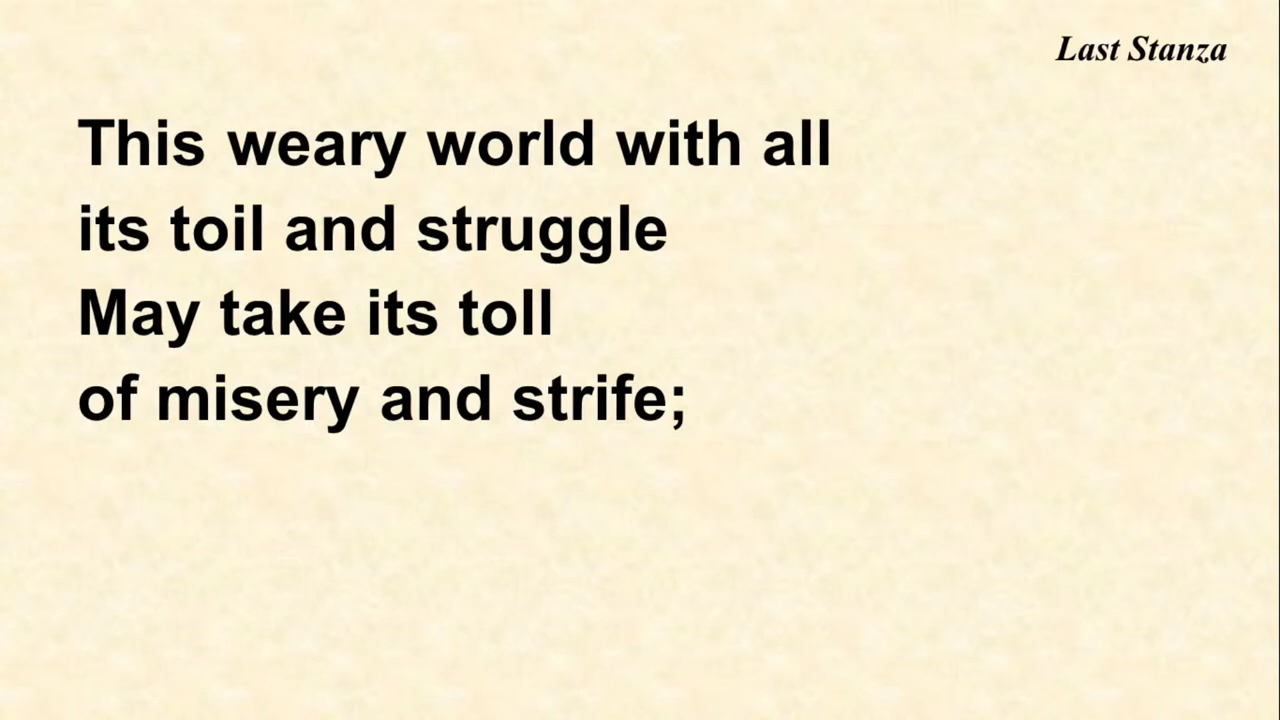 Last Stanza
This weary world with all
its toil and struggle
May take its toll
of misery and strife;